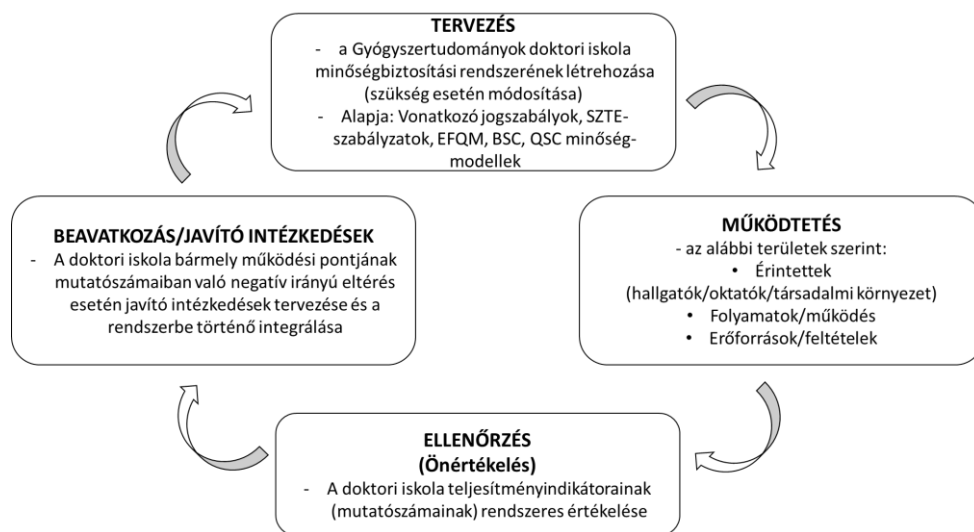 TERVEZÉS
- a Gyógyszertudományok doktori iskola
minőségbiztosítási rendszerének létrehozása
(szükség esetén módosítása)
- Alapja: Vonatkozó jogszabályok, SZTE-
szabályzatok, EFQM, BSC, QSC minőség-
modellek
MŰKÖDTETÉS
- az alábbi területek szerint:
• Érintettek
(hallgatók/oktatók/társadalmi környezet)
• Folyamatok/működés
• Erőforrások/feltételek
ELLENŐRZÉS
(Önértékelés)
- A doktori iskola teljesítményindikátorainak
(mutatószámainak) rendszeres értékelése
BEAVATKOZÁS/JAVÍTÓ INTÉZKEDÉSEK
- A doktori iskola bármely működési pontjának
mutatószámaiban való negatív irányú eltérés
esetén javító intézkedések tervezése és a
rendszerbe történő integrálása